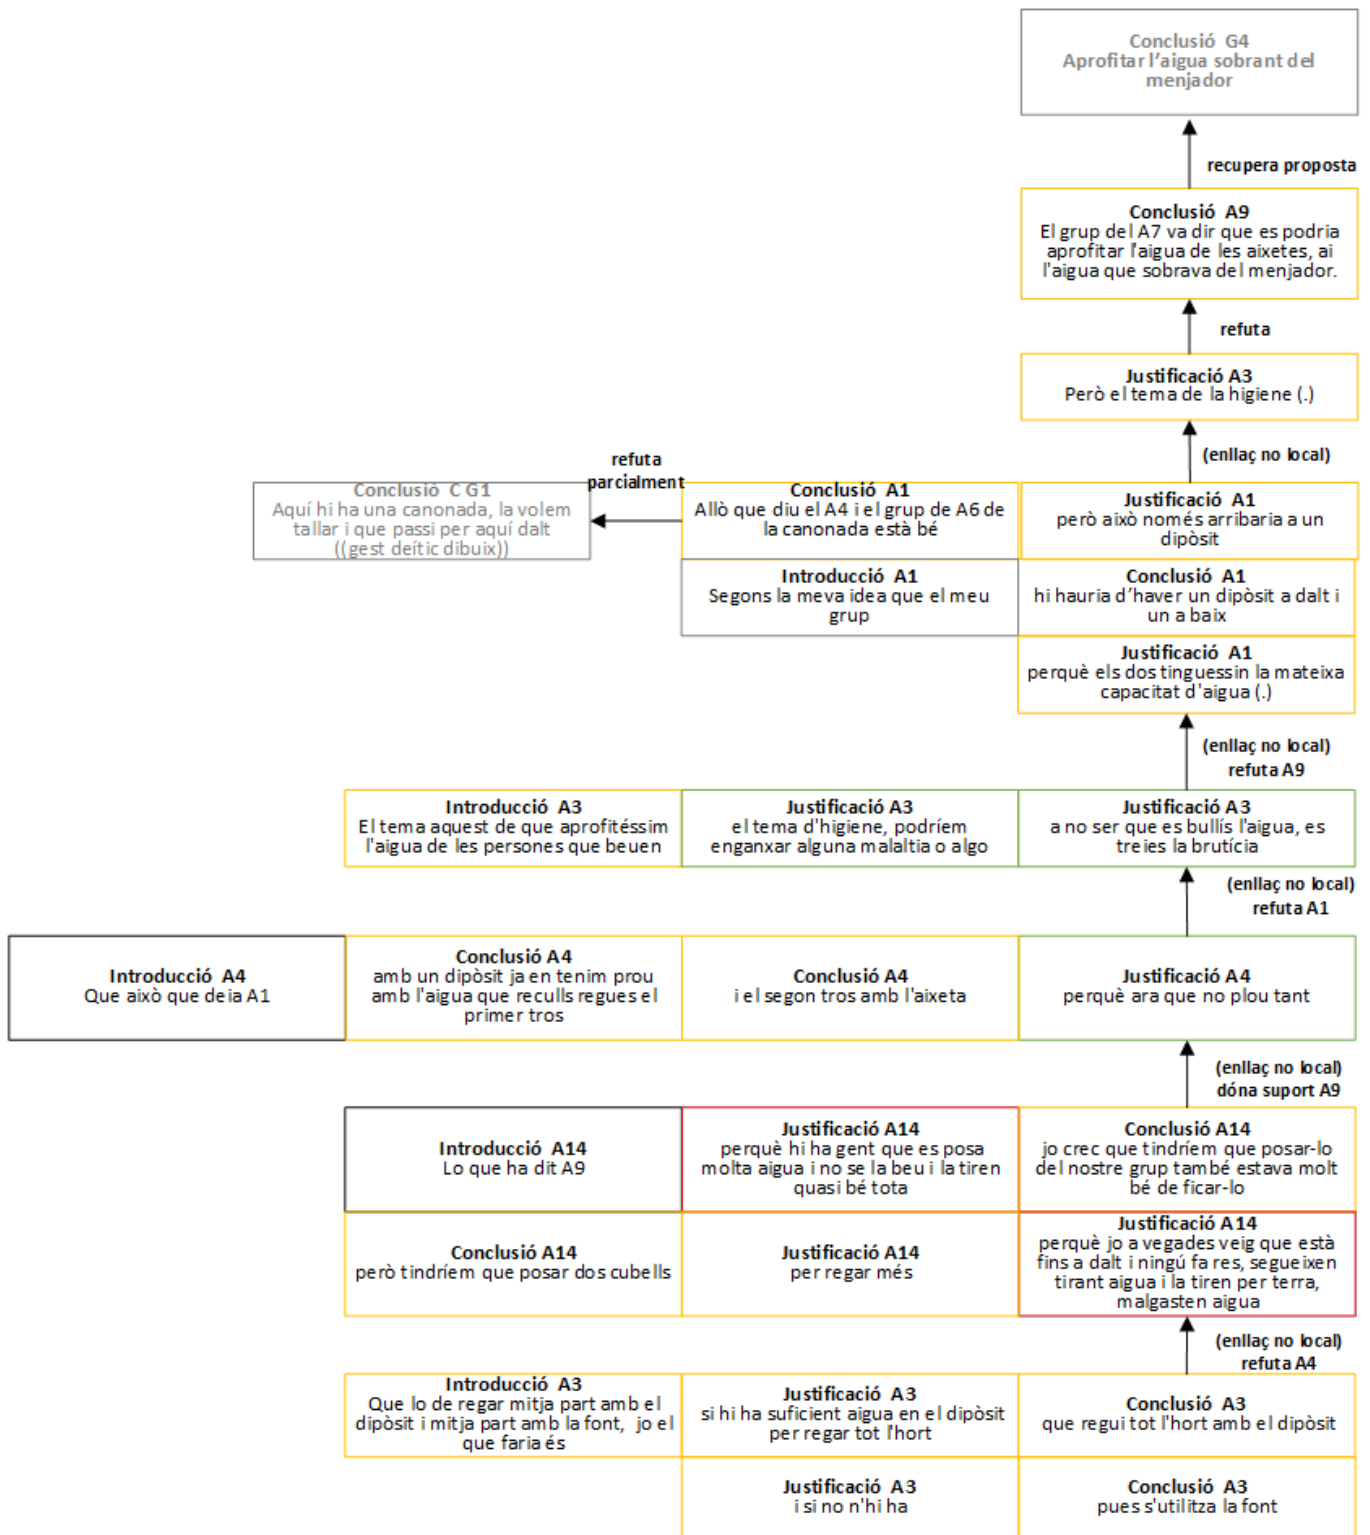 Conclusió G4
Aprofitar l'aigua sobrant del
menjador
recupera proposta
Conclusió A9
El grup del A7 va dir que es podria
aprofitar l'aigua de les aixetes, ai
l'aigua que sobrava del menjador.
refuta
Justificació A3
Però el tema de la higiene (.)
(enllaç no local)
refuta
parcialment
Conclusió C G1
Aquí hi ha una canonada, la volem
tallar i que passi per aquí dalt
((gest deític dibuix))
Conclusió A1
Allò que diu el A4 i el grup de A6 de
la canonada està bé
Justificació A1
però això només arribaria a un
dipòsit
Introducció A1
Segons la meva idea que el meu
grup
Conclusió A1
hi hauria d'haver un dipòsit a dalt i
un a baix
Justificació A1
perquè els dos tinguessin la mateixa
capacitat d'aigua (.)
(enllaç no local)
refuta A9
Introducció A3
El tema aquest de que aprofitéssim
l'aigua de les persones que beuen
Justificació A3
el tema d'higiene, podríem
enganxar alguna malaltia o algo
Justificació A3
a no ser que es bullís l'aigua, es
treies la brutícia
(enllaç no local)
refuta A1
Introducció A4
Que això que deia A1
Conclusió A4
amb un dipòsit ja en tenim prou
amb l'aigua que reculls regues el
primer tros
Conclusió A4
i el segon tros amb l'aixeta
Justificació A4
perquè ara que no plou tant
(enllaç no local)
dóna suport A9
Introducció A14
Lo que ha dit A9
Justificació A14
perquè hi ha gent que es posa
molta aigua i no se la beu i la tiren
quasi bé tota
Conclusió A14
jo crec que tindríem que posar-lo
del nostre grup també estava molt
bé de ficar-lo
Conclusió A14
però tindríem que posar dos cubells
Justificació A14
per regar més
Justificació A14
perquè jo a vegades veig que està
fins a dalt i ningú fa res, segueixen
tirant aigua i la tiren per terra,
malgasten aigua
(enllaç no local)
refuta A4
Introducció A3
Que lo de regar mitja part amb el
dipòsit i mitja part amb la font, jo el
que faria és
Justificació A3
si hi ha suficient aigua en el dipòsit
per regar tot l'hort
Conclusió A3
que regui tot l'hort amb el dipòsit
Justificació A3
i si no n'hi ha
Conclusió A3
pues s'utilitza la font